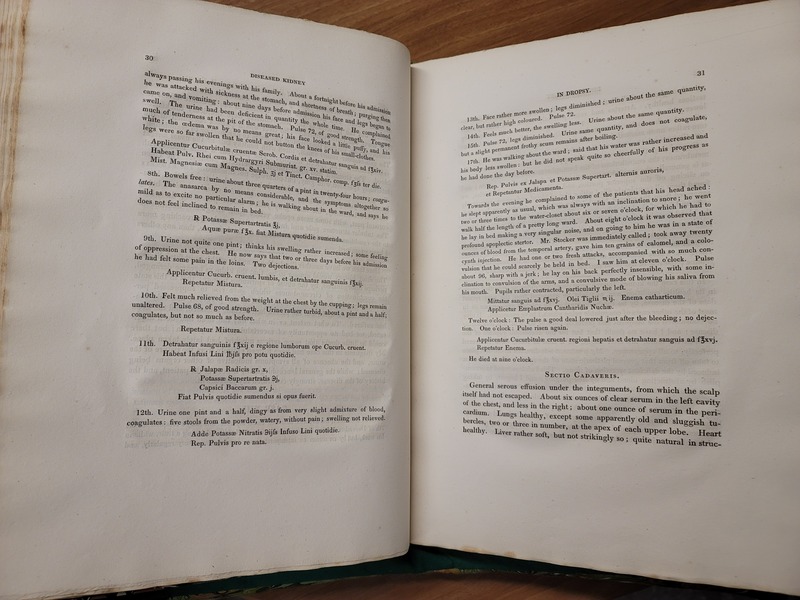 30
DISEASED KIDNEY
always passing his evenings with his family. About a fortnight before his admission
he was attacked with sickness at the stomach, and shortness of breath; purging then
came on, and vomiting: about nine days before admission his face and legs began to
swell. The urine had been deficient in quantity the whole time. He complained
much of tenderness at the pit of the stomach. Pulse 72, of good strength. Tongue
white; the œdema was by no means great; his face looked a little puffy, and his
legs were so far swollen that he could not button the knees of his small-clothes.
Applicentur Cucurbitulæ cruentæ Scrob. Cordis et detrahatur sanguis ad f℥xiv.
Habeat Pulv. Rhei cum Hydrargyri Submuriat. gr. xv. statim.
Mist. Magnesiæ cum Magnes. Sulph. ʒj et Tinct. Camphor. comp. fʒſs ter die.
8th. Bowels free: urine about three quarters of a pint in twenty-four hours; coagu-
lates. The anasarca by no means considerable, and the symptoms altogether so
mild as to excite no particular alarm; he is walking about in the ward, and says he
does not feel inclined to remain in bed.
℞ Potassæ Supertartratis ℥j,
Aquæ puræ f℥x. fiat Mistura quotidie sumenda.
9th. Urine not quite one pint; thinks his swelling rather increased; some feeling
of oppression at the chest. He now says that two or three days before his admission
he had felt some pain in the loins. Two dejections.
Applicentur Cucurb. cruent. lumbis, et detrahatur sanguinis f℥xij.
Repetatur Mistura.
10th. Felt much relieved from the weight at the chest by the cupping; legs remain
unaltered. Pulse 68, of good strength. Urine rather turbid, about a pint and a half;
coagulates, but not so much as before.
Repetatur Mistura.
11th. Detrahatur sanguinis f℥xij e regione lumborum ope Cucurb. cruent.
Habeat Infusi Lini ℔ijſs pro potu quotidie.
℞ Jalapæ Radicis gr. x,
Potassæ Supertartratis ℈j,
Capsici Baccarum gr. j.
Fiat Pulvis quotidie sumendus si opus fuerit.
12th. Urine one pint and a half, dingy as from very slight admixture of blood,
coagulates: five stools from the powder, watery, without pain; swelling not relieved.
Adde Potassæ Nitratis ℈ijſs Infuso Lini quotidie.
Rep. Pulvis pro re nata.
31
IN DROPSY.
13th. Face rather more swollen; legs diminished; urine about the same quantity,
clear, but rather high coloured. Pulse 72.
14th. Feels much better, the swelling less. Urine about the same quantity.
15th. Pulse 72, legs diminished. Urine same quantity, and does not coagulate,
but a slight permanent frothy scum remains after boiling.
17th. He was walking about the ward; said that his water was rather increased and
his body less swollen: but he did not speak quite so cheerfully of his progress as
he had done the day before.
Rep. Pulvis ex Jalapa et Potassæ Supertart. alternis auroris,
et Repetatur Medicamenta.
Towards the evening he complained to some of the patients that his head ached:
he slept apparently as usual, which was always with an inclination to snore; he went
two or three times to the water-closet about six or seven o'clock, for which he had to
walk half the length of a pretty long ward. About eight o'clock it was observed that
he lay in bed making a very singular noise, and on going to him he was in a state of
profound apoplectic stertor. Mr. Stocker was immediately called; took away twenty
ounces of blood from the temporal artery, gave him ten grains of calomel, and a colo-
cynth injection. He had one or two fresh attacks, accompanied with so much con-
vulsion that he could scarcely be held in bed. I saw him at eleven o'clock. Pulse
about 96, sharp with a jerk; he lay on his back perfectly insensible, with some in-
clination to convulsion of the arms, and a convulsive mode of blowing his saliva from
his mouth. Pupils rather contracted, particularly the left.
Mittatur sanguis ad f℥xvj. Olei Tiglii ♏ ij. Enema catharticum.
Applicetur Emplastrum Cantharidis Nuchæ.
Twelve o'clock: The pulse a good deal lowered just after the bleeding; no dejec-
tion. One o'clock: Pulse risen again.
Applicentur Cucurbitulæ cruent. regioni hepatis et detrahatur sanguis ad f℥xvj.
Repetatur Enema.
He died at nine o'clock.
SECTIO CADAVERIS.
General serous effusion under the integuments, from which the scalp
itself had not escaped. About six ounces of clear serum in the left cavity
of the chest, and less in the right; about one ounce of serum in the peri-
cardium. Lungs healthy, except some apparently old and sluggish tu-
bercles, two or three in number, at the apex of each upper lobe. Heart
healthy. Liver rather soft, but not strikingly so; quite natural in struc-